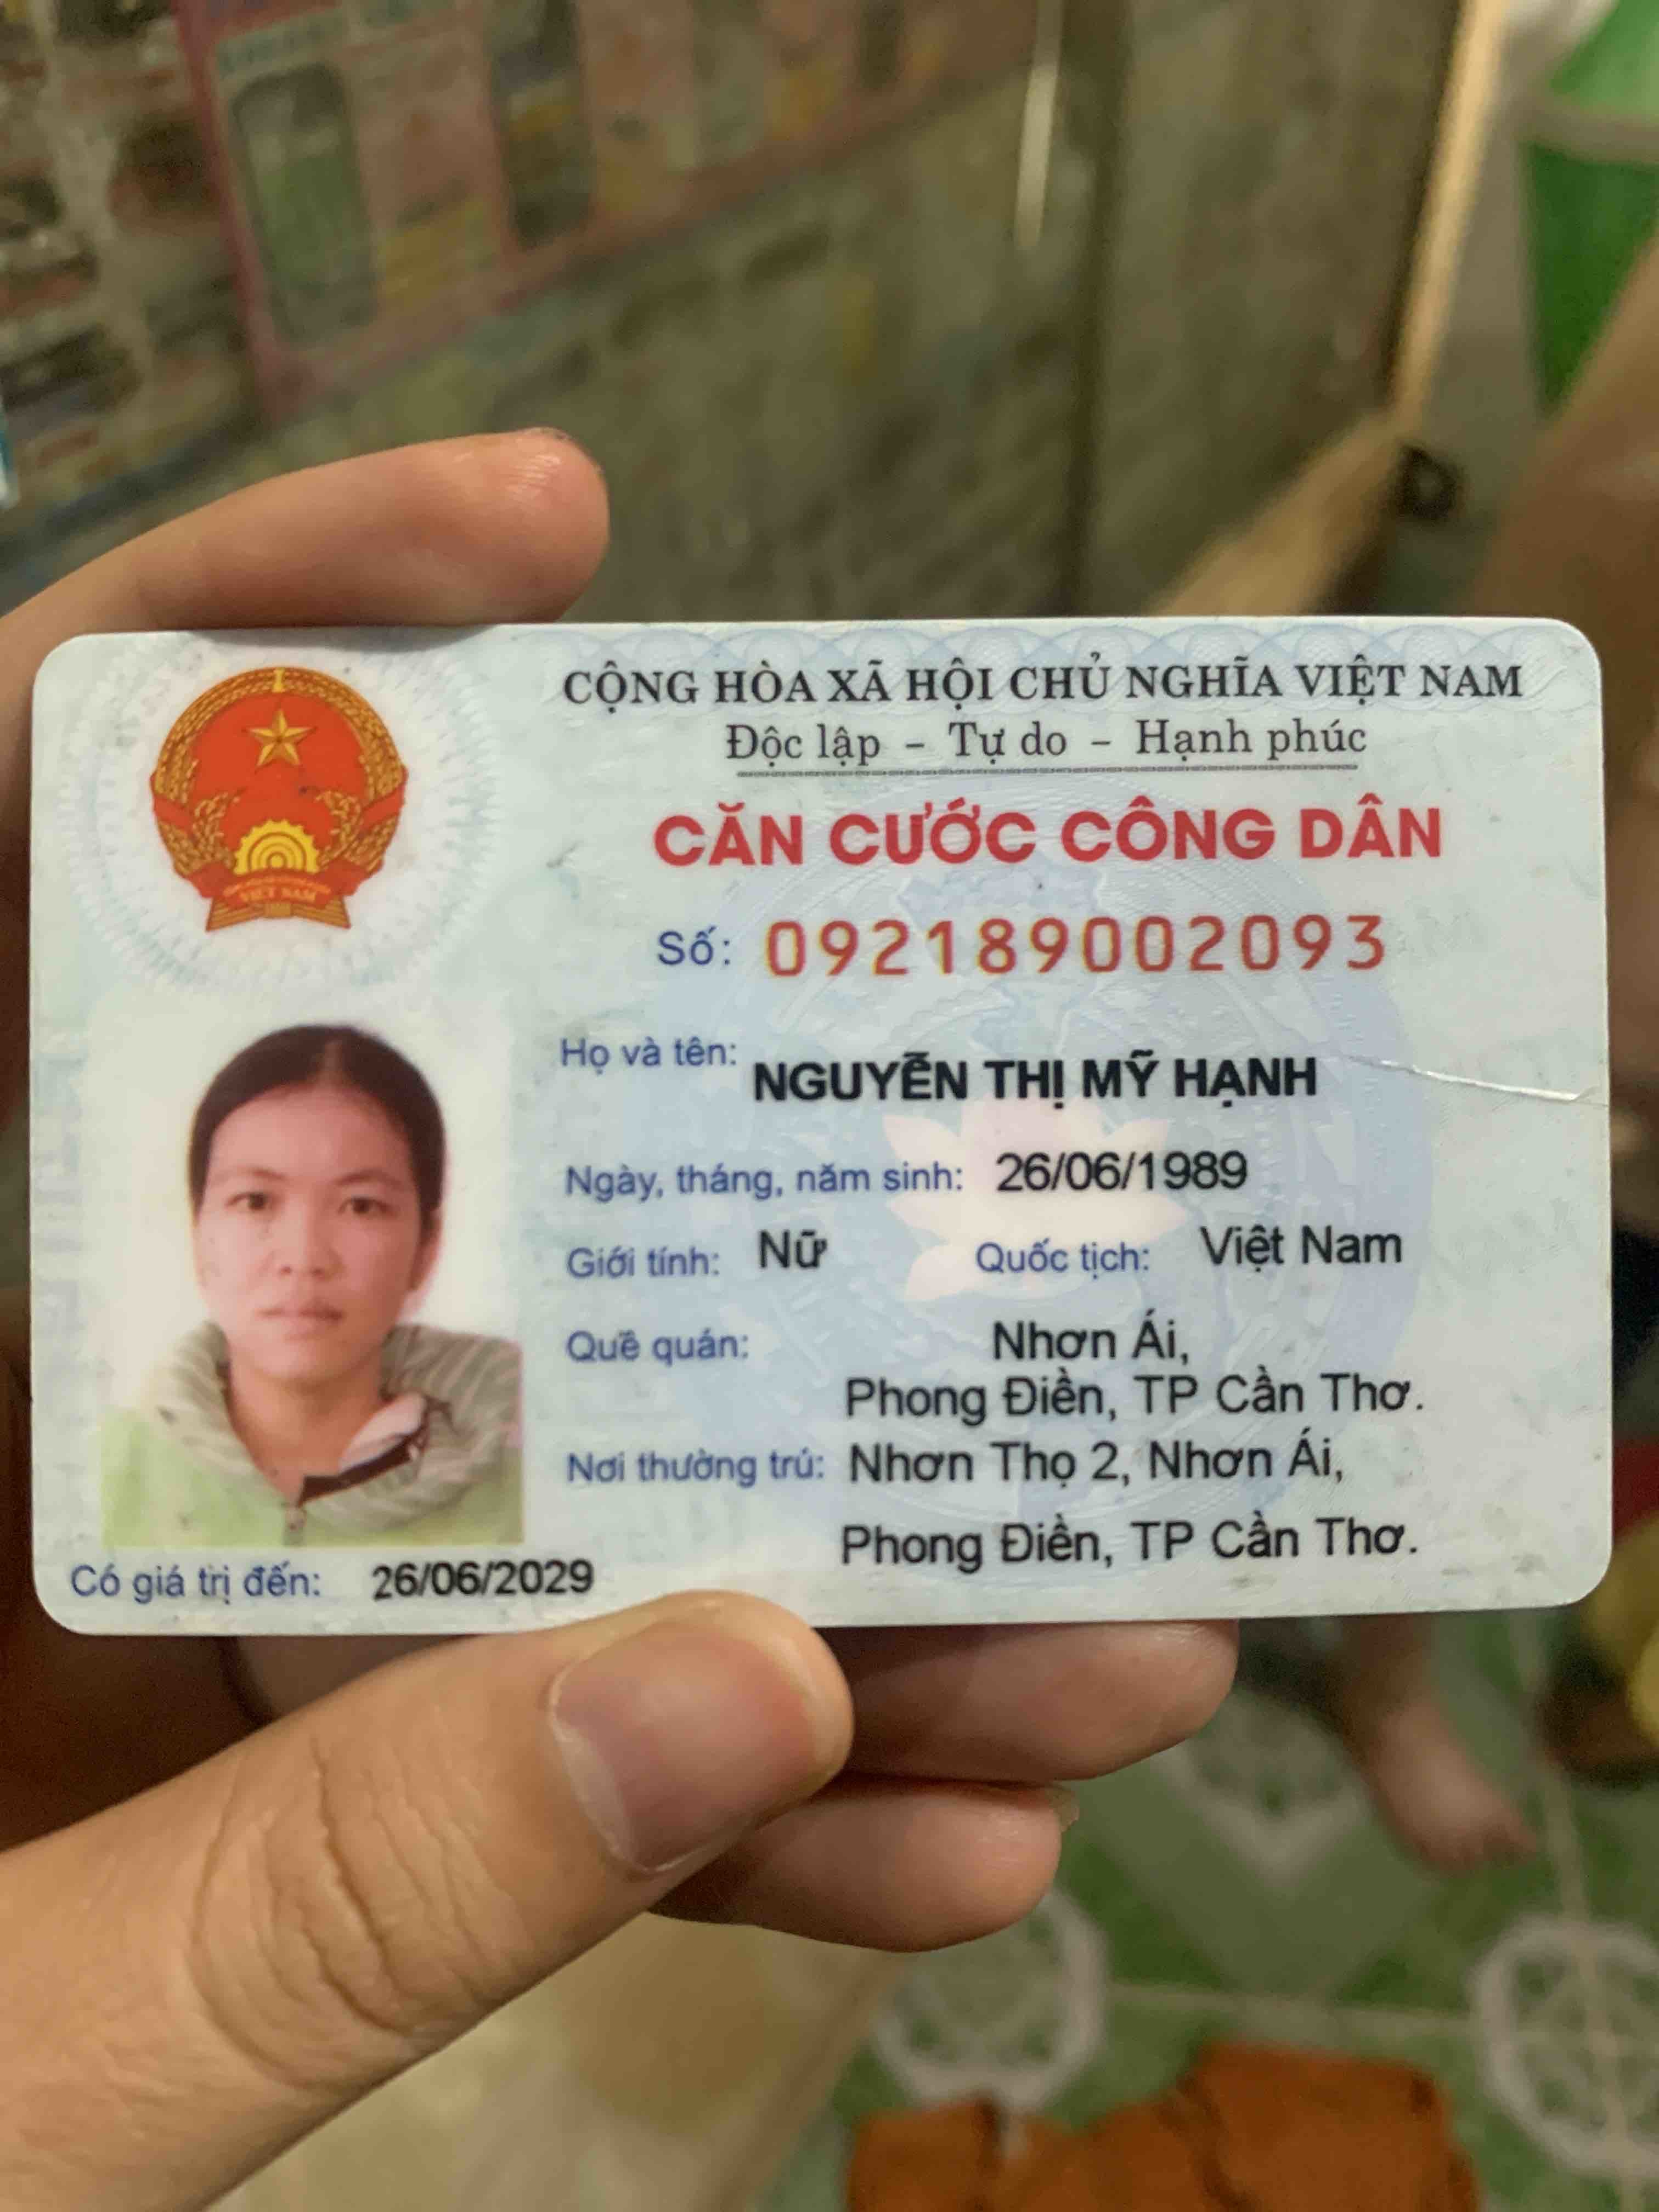 CỘNG HÒA XÃ HỘI CHỦ NGHĨA VIỆT NAM
Độc lập – Tự do – Hạnh phúc
CĂN CƯỚC CÔNG DÂN
Số: 092189002093
Họ và tên: NGUYỄN THỊ MỸ HẠNH
Ngày, tháng, năm sinh: 26/06/1989
Giới tính: Nữ Quốc tịch: Việt Nam
Quê quán: Nhơn Ái,
Phong Điền, TP Cần Thơ.
Nơi thường trú: Nhơn Thọ 2, Nhơn Ái,
Phong Điền, TP Cần Thơ.
Có giá trị đến: 26/06/2029
VIỆT NAM